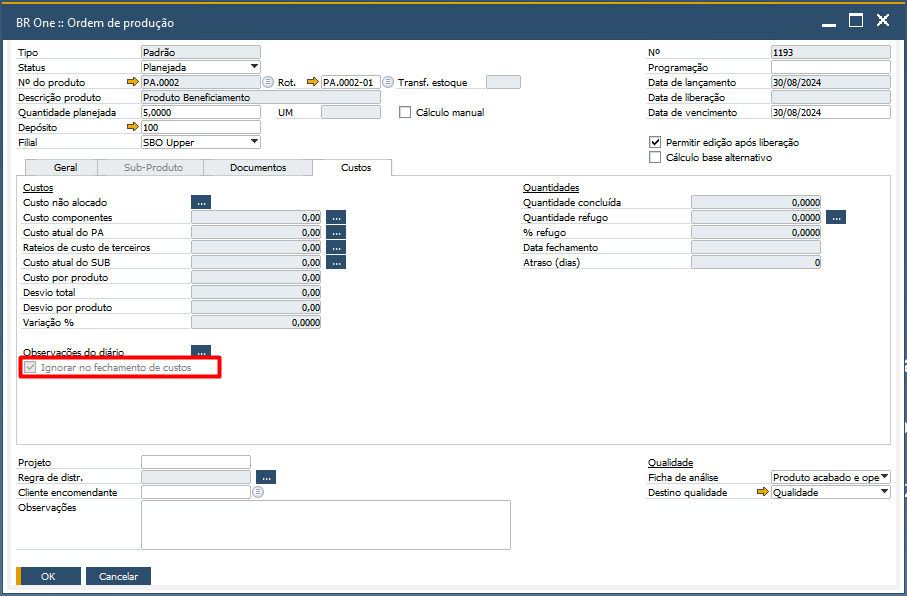 BR One :: Ordem de produção
Tipo Padrão Nº 1193
Status Planejada Programação
Nº do produto PA.0002 Rot. PA.0002-01 Transf. estoque Data de lançamento 30/08/2024
Descrição produto Produto Beneficiamento Data de liberação
Quantidade planejada 5,0000 UM Cálculo manual Data de vencimento 30/08/2024
Depósito 100
Filial SBO Upper Permitir edição após liberação
Cálculo base alternativo
Geral Sub-Produto Documentos Custos
Custos Quantidades
Custo não alocado ... Quantidade concluída 0,0000
Custo componentes 0,00 ... Quantidade refugo 0,0000 ...
Custo atual do PA 0,00 ... % refugo 0,0000
Rateios de custo de terceiros 0,00 ... Data fechamento
Custo atual do SUB 0,00 ... Atraso (dias) 0
Custo por produto 0,00
Desvio total 0,00
Desvio por produto 0,00
Variação % 0,0000
Observações do diário ...
Ignorar no fechamento de custos
Projeto Qualidade
Regra de distr. ... Ficha de análise Produto acabado e ope
Cliente encomendante Destino qualidade Qualidade
Observações
OK Cancelar